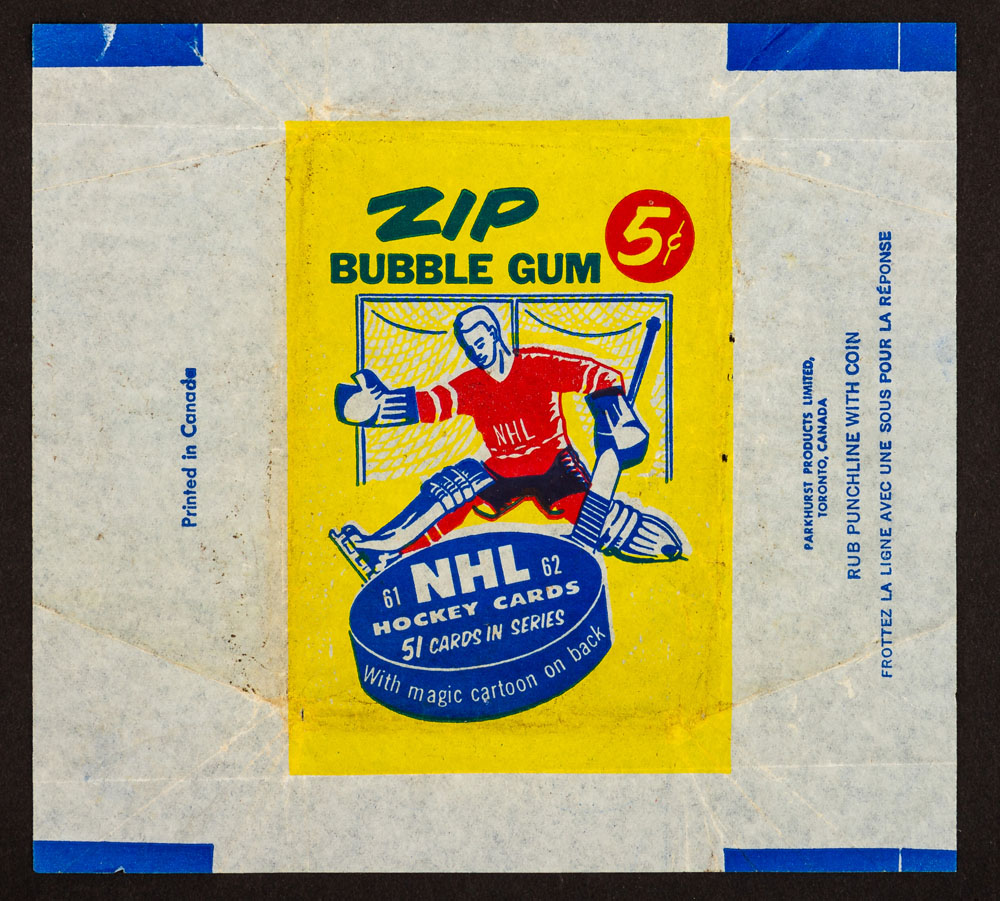 Printed in Canada
ZIP
5¢
BUBBLE GUM
NHL
61 NHL 62
HOCKEY CARDS
51 CARDS IN SERIES
With magic cartoon on back
PARKHURST PRODUCTS LIMITED,
TORONTO, CANADA
RUB PUNCHLINE WITH COIN
FROTTEZ LA LIGNE AVEC UNE SOUS POUR LA RÉPONSE